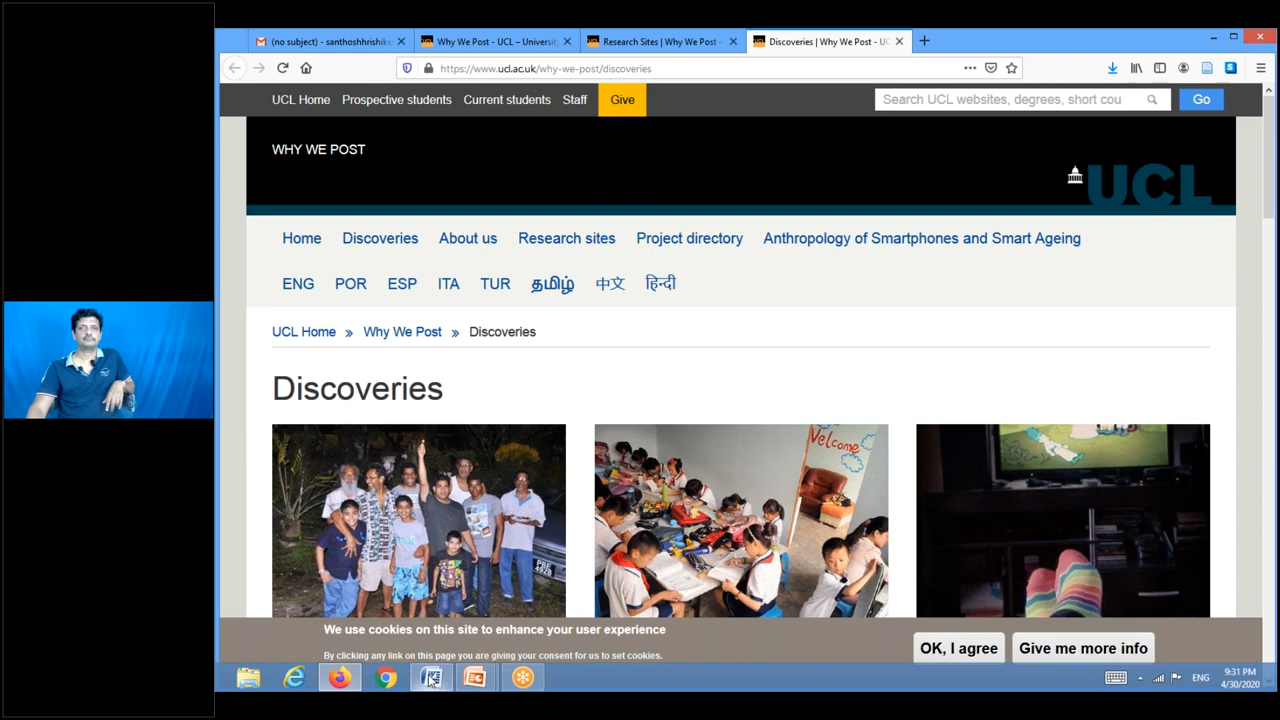 (no subject) - santhoshhrishike
Why We Post - UCL – Universit
Research Sites | Why We Post -
Discoveries | Why We Post - UC
https://www.ucl.ac.uk/why-we-post/discoveries
UCL Home Prospective students Current students Staff Give
Search UCL websites, degrees, short cou
Go
WHY WE POST
UCL
Home Discoveries About us Research sites Project directory Anthropology of Smartphones and Smart Ageing
ENG POR ESP ITA TUR தமிழ் 中文 हिन्दी
UCL Home » Why We Post » Discoveries
Discoveries
Welcome
We use cookies on this site to enhance your user experience
By clicking any link on this page you are giving your consent for us to set cookies.
OK, I agree
Give me more info
ENG
9:31 PM
4/30/2020